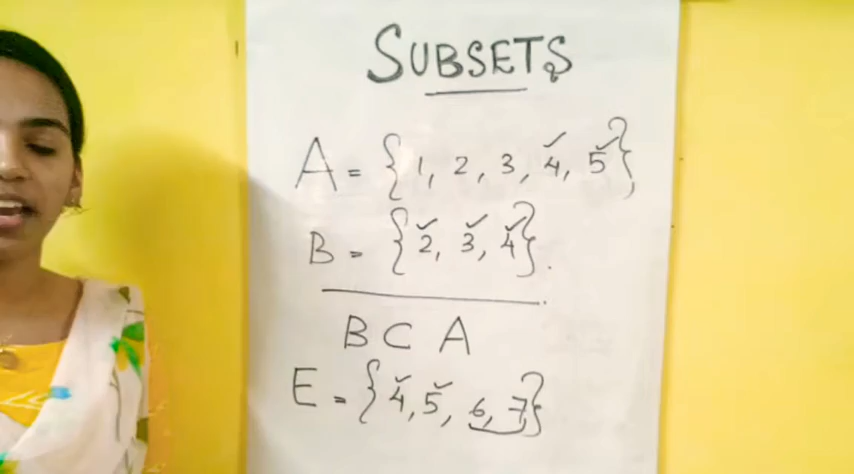 SUBSETS
A = {1, 2, 3, 4, 5}
B = {2, 3, 4}.
B ⊂ A
E = {4, 5, 6, 7}